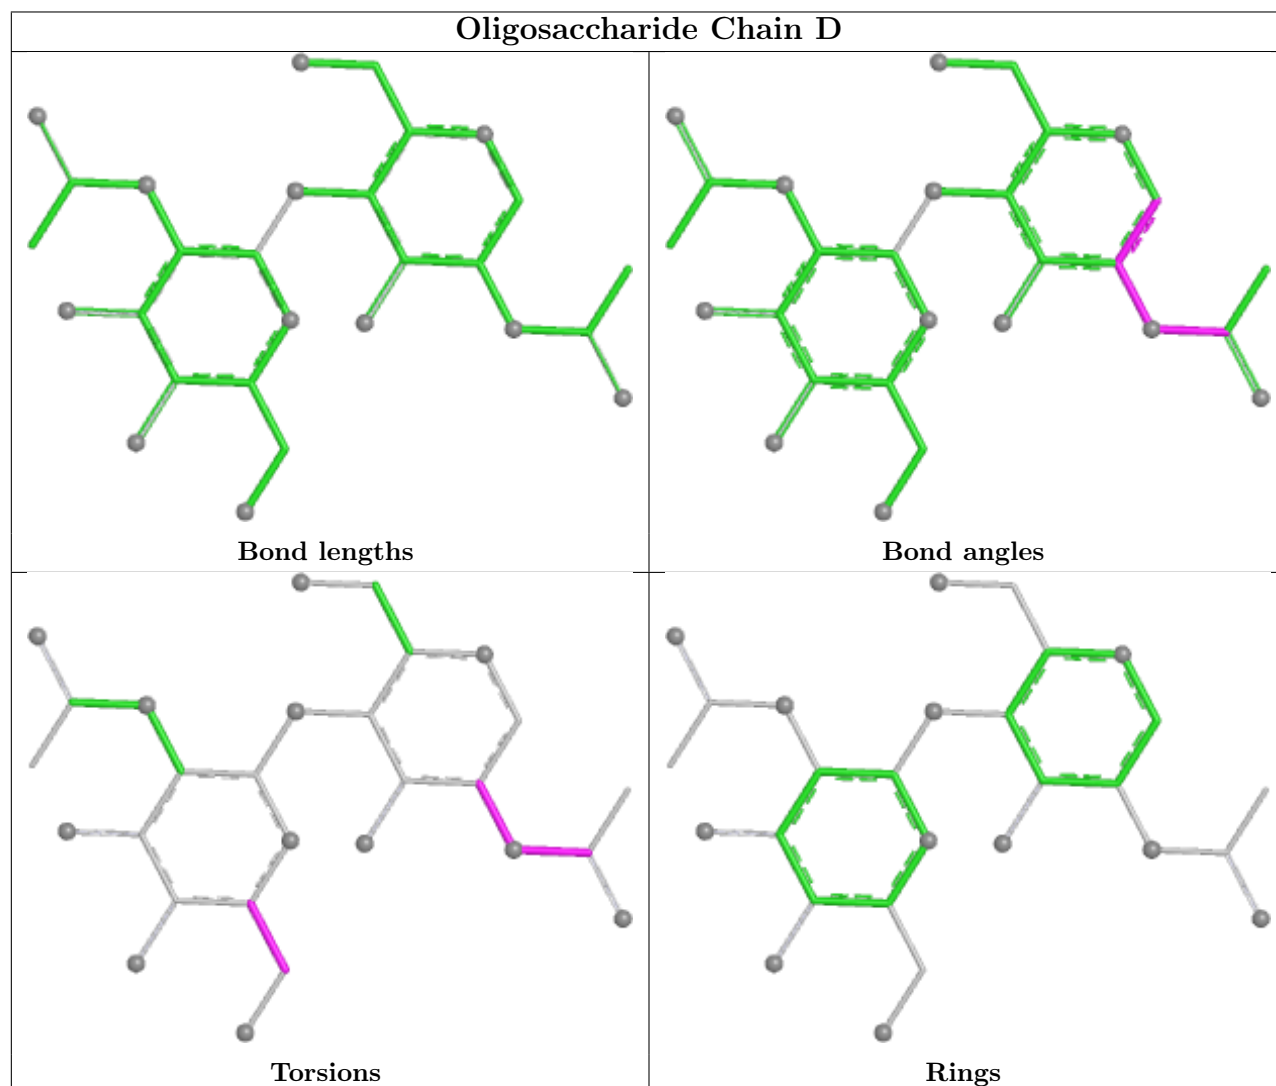 Oligosaccharide Chain D
Bond lengths
Bond angles
Torsions
Rings